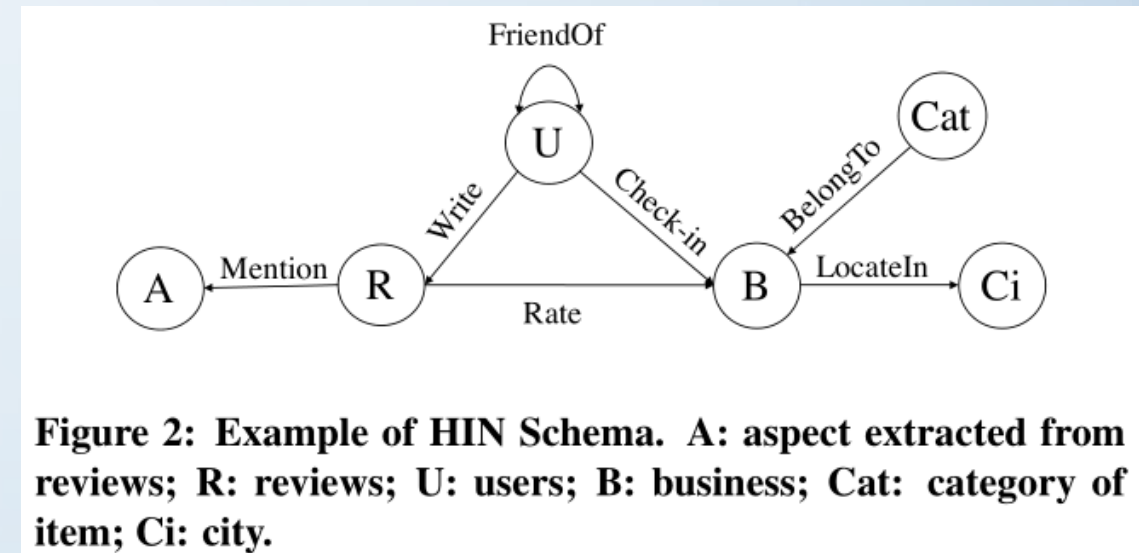 FriendOf
Cat
U
BelongTo
Check-in
Write
A
Mention
R
Rate
B
LocateIn
Ci
Figure 2: Example of HIN Schema. A: aspect extracted from
reviews; R: reviews; U: users; B: business; Cat: category of
item; Ci: city.